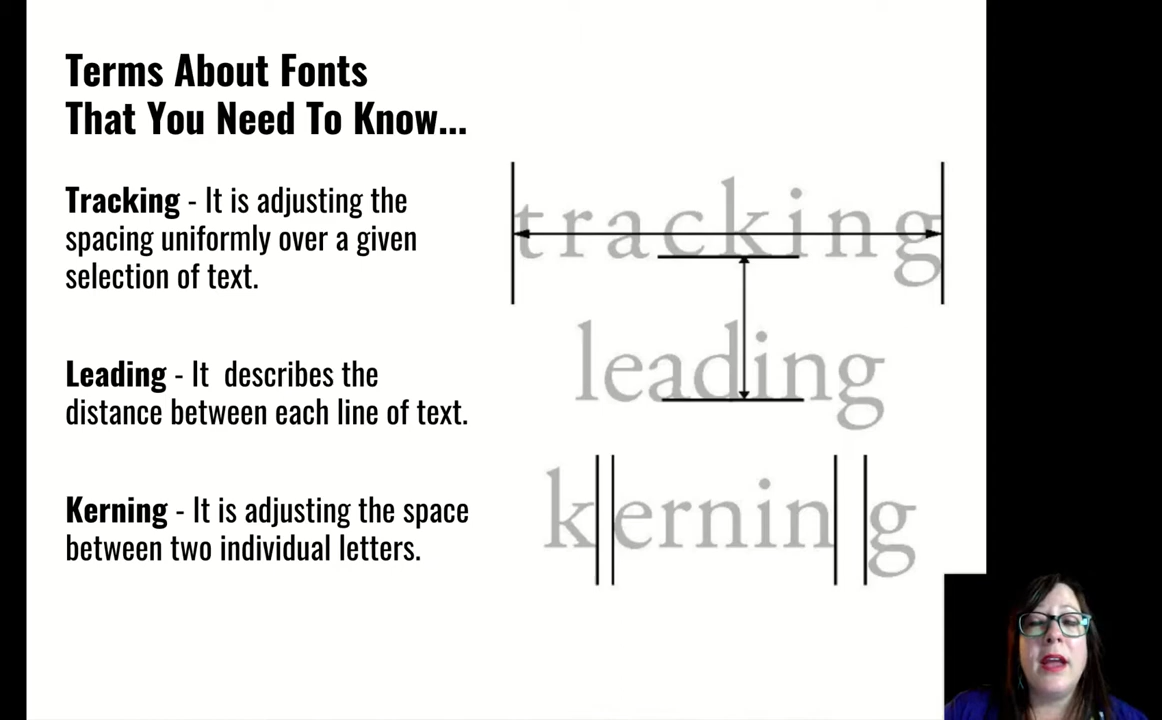 Terms About Fonts
That You Need To Know...
Tracking - It is adjusting the
spacing uniformly over a given
selection of text.
Leading - It  describes the
distance between each line of text.
Kerning - It is adjusting the space
between two individual letters.
tracking
leading
kerning